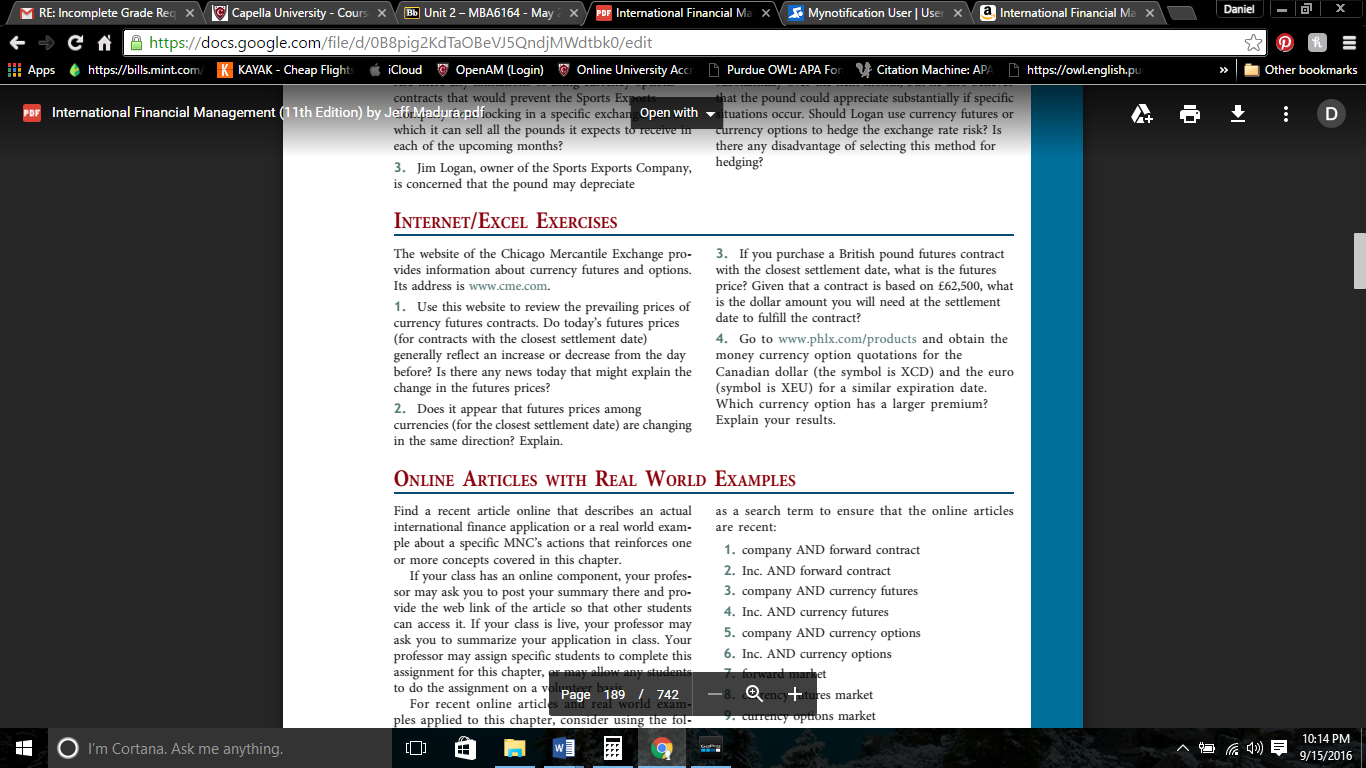 RE: Incomplete Grade Req
Capella University - Cours
Bb Unit 2 – MBA6164 - May 2
PDF International Financial Ma
Mynotification User | User
a International Financial Ma
Daniel
https://docs.google.com/file/d/0B8pig2KdTaOBeVJ5QndjMWdtbk0/edit
Apps
https://bills.mint.com/
K KAYAK - Cheap Flights
iCloud
OpenAM (Login)
Online University Acc
Purdue OWL: APA For
Citation Machine: APA
https://owl.english.pu
»
Other bookmarks
PDF International Financial Management (11th Edition) by Jeff Madura.pdf
Open with
D
contracts that would prevent the Sports Exports
locking in a specific exchange
which it can sell all the pounds it expects to receive in
each of the upcoming months?
3. Jim Logan, owner of the Sports Exports Company,
is concerned that the pound may depreciate
that the pound could appreciate substantially if specific
situations occur. Should Logan use currency futures or
currency options to hedge the exchange rate risk? Is
there any disadvantage of selecting this method for
hedging?
INTERNET/EXCEL EXERCISES
The website of the Chicago Mercantile Exchange pro-
vides information about currency futures and options.
Its address is www.cme.com.
1. Use this website to review the prevailing prices of
currency futures contracts. Do today’s futures prices
(for contracts with the closest settlement date)
generally reflect an increase or decrease from the day
before? Is there any news today that might explain the
change in the futures prices?
2. Does it appear that futures prices among
currencies (for the closest settlement date) are changing
in the same direction? Explain.
3. If you purchase a British pound futures contract
with the closest settlement date, what is the futures
price? Given that a contract is based on £62,500, what
is the dollar amount you will need at the settlement
date to fulfill the contract?
4. Go to www.phlx.com/products and obtain the
money currency option quotations for the
Canadian dollar (the symbol is XCD) and the euro
(symbol is XEU) for a similar expiration date.
Which currency option has a larger premium?
Explain your results.
ONLINE ARTICLES WITH REAL WORLD EXAMPLES
Find a recent article online that describes an actual
international finance application or a real world exam-
ple about a specific MNC’s actions that reinforces one
or more concepts covered in this chapter.
If your class has an online component, your profes-
sor may ask you to post your summary there and pro-
vide the web link of the article so that other students
can access it. If your class is live, your professor may
ask you to summarize your application in class. Your
professor may assign specific students to complete this
assignment for this chapter, or may allow any students
to do the assignment on a volunteer basis.
For recent online articles and real world exam-
ples applied to this chapter, consider using the fol-
as a search term to ensure that the online articles
are recent:
1. company AND forward contract
2. Inc. AND forward contract
3. company AND currency futures
4. Inc. AND currency futures
5. company AND currency options
6. Inc. AND currency options
7. forward market
8. currency futures market
9. currency options market
Page 189 / 742
I'm Cortana. Ask me anything.
GoPro
10:14 PM
9/15/2016